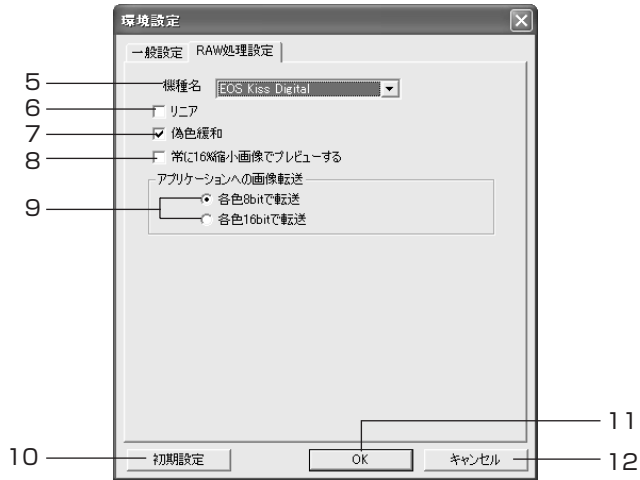 環境設定
一般設定 RAW処理設定
5 機種名 EOS Kiss Digital
6 リニア
7 偽色緩和
8 常に16%縮小画像でプレビューする
アプリケーションへの画像転送
9 各色8bitで転送
各色16bitで転送
11
10 初期設定 OK キャンセル 12